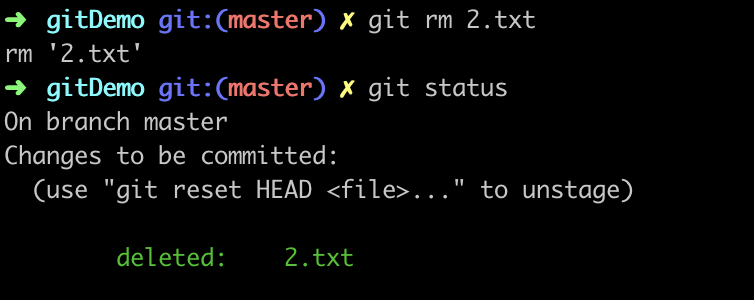 ➜ gitDemo git:(master) ✗ git rm 2.txt
rm '2.txt'
➜ gitDemo git:(master) ✗ git status
On branch master
Changes to be committed:
  (use "git reset HEAD <file>..." to unstage)
        deleted:    2.txt